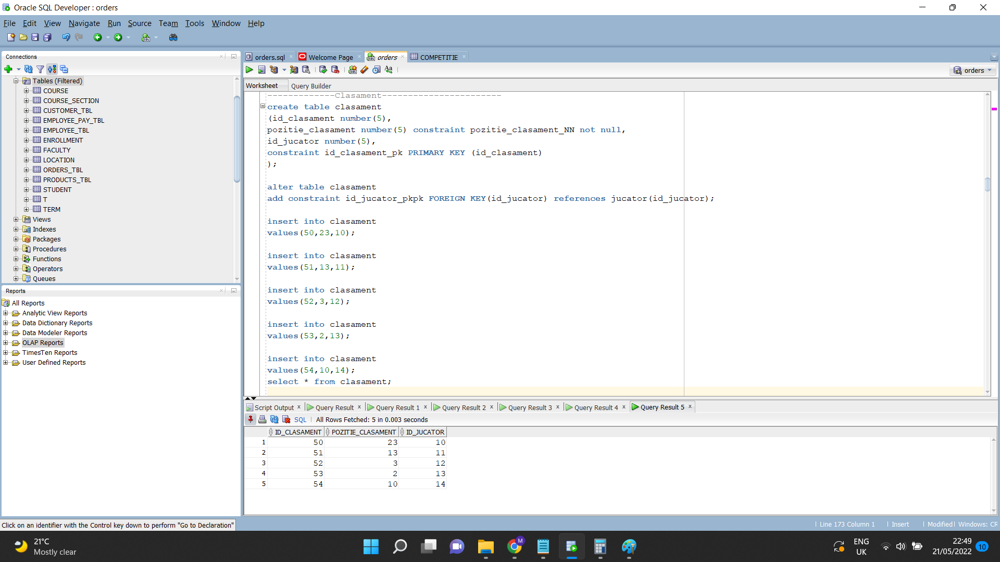 Oracle SQL Developer : orders
File Edit View Navigate Run Source Team Tools Window Help
Connections
Tables (Filtered)
COURSE
COURSE_SECTION
CUSTOMER_TBL
EMPLOYEE_PAY_TBL
EMPLOYEE_TBL
ENROLLMENT
FACULTY
LOCATION
ORDERS_TBL
PRODUCTS_TBL
STUDENT
T
TERM
Views
Indexes
Packages
Procedures
Functions
Operators
Queues
Reports
All Reports
Analytic View Reports
Data Dictionary Reports
Data Modeler Reports
OLAP Reports
TimesTen Reports
User Defined Reports
orders.sql Welcome Page orders COMPETITIE
orders
Worksheet Query Builder
-------------Clasament-----------------------
create table clasament
(id_clasament number(5),
pozitie_clasament number(5) constraint pozitie_clasament_NN not null,
id_jucator number(5),
constraint id_clasament_pk PRIMARY KEY (id_clasament)
);
alter table clasament
add constraint id_jucator_pkpk FOREIGN KEY(id_jucator) references jucator(id_jucator);
insert into clasament
values(50,23,10);
insert into clasament
values(51,13,11);
insert into clasament
values(52,3,12);
insert into clasament
values(53,2,13);
insert into clasament
values(54,10,14);
select * from clasament;
Script Output Query Result Query Result 1 Query Result 2 Query Result 3 Query Result 4 Query Result 5
SQL All Rows Fetched: 5 in 0.003 seconds
ID_CLASAMENT POZITIE_CLASAMENT ID_JUCATOR
1 50 23 10
2 51 13 11
3 52 3 12
4 53 2 13
5 54 10 14
Click on an identifier with the Control key down to perform "Go to Declaration"
Line 173 Column 1 Insert Modified Windows: CR
21°C
Mostly clear
M
ENG
UK
22:49
21/05/2022
10